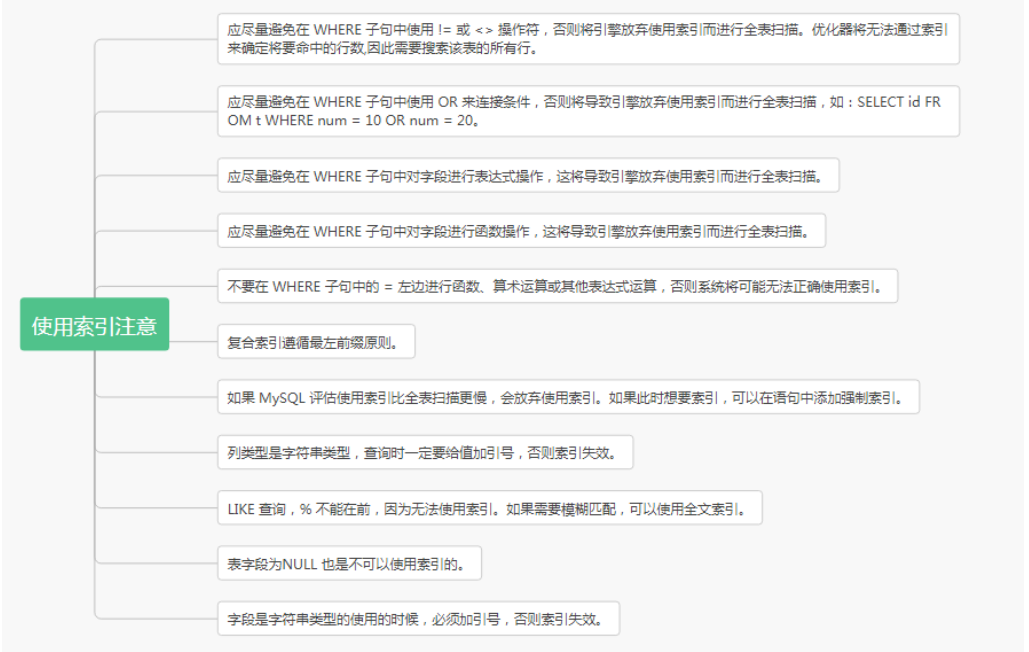 应尽量避免在 WHERE 子句中使用 != 或 <> 操作符，否则将引擎放弃使用索引而进行全表扫描。优化器将无法通过索引
来确定将要命中的行数,因此需要搜索该表的所有行。
应尽量避免在 WHERE 子句中使用 OR 来连接条件，否则将导致引擎放弃使用索引而进行全表扫描，如：SELECT id FR
OM t WHERE num = 10 OR num = 20。
应尽量避免在 WHERE 子句中对字段进行表达式操作，这将导致引擎放弃使用索引而进行全表扫描。
应尽量避免在 WHERE 子句中对字段进行函数操作，这将导致引擎放弃使用索引而进行全表扫描。
不要在 WHERE 子句中的 = 左边进行函数、算术运算或其他表达式运算，否则系统将可能无法正确使用索引。
使用索引注意
复合索引遵循最左前缀原则。
如果 MySQL 评估使用索引比全表扫描更慢，会放弃使用索引。如果此时想要索引，可以在语句中添加强制索引。
列类型是字符串类型，查询时一定要给值加引号，否则索引失效。
LIKE 查询，% 不能在前，因为无法使用索引。如果需要模糊匹配，可以使用全文索引。
表字段为NULL 也是不可以使用索引的。
字段是字符串类型的使用的时候，必须加引号，否则索引失效。